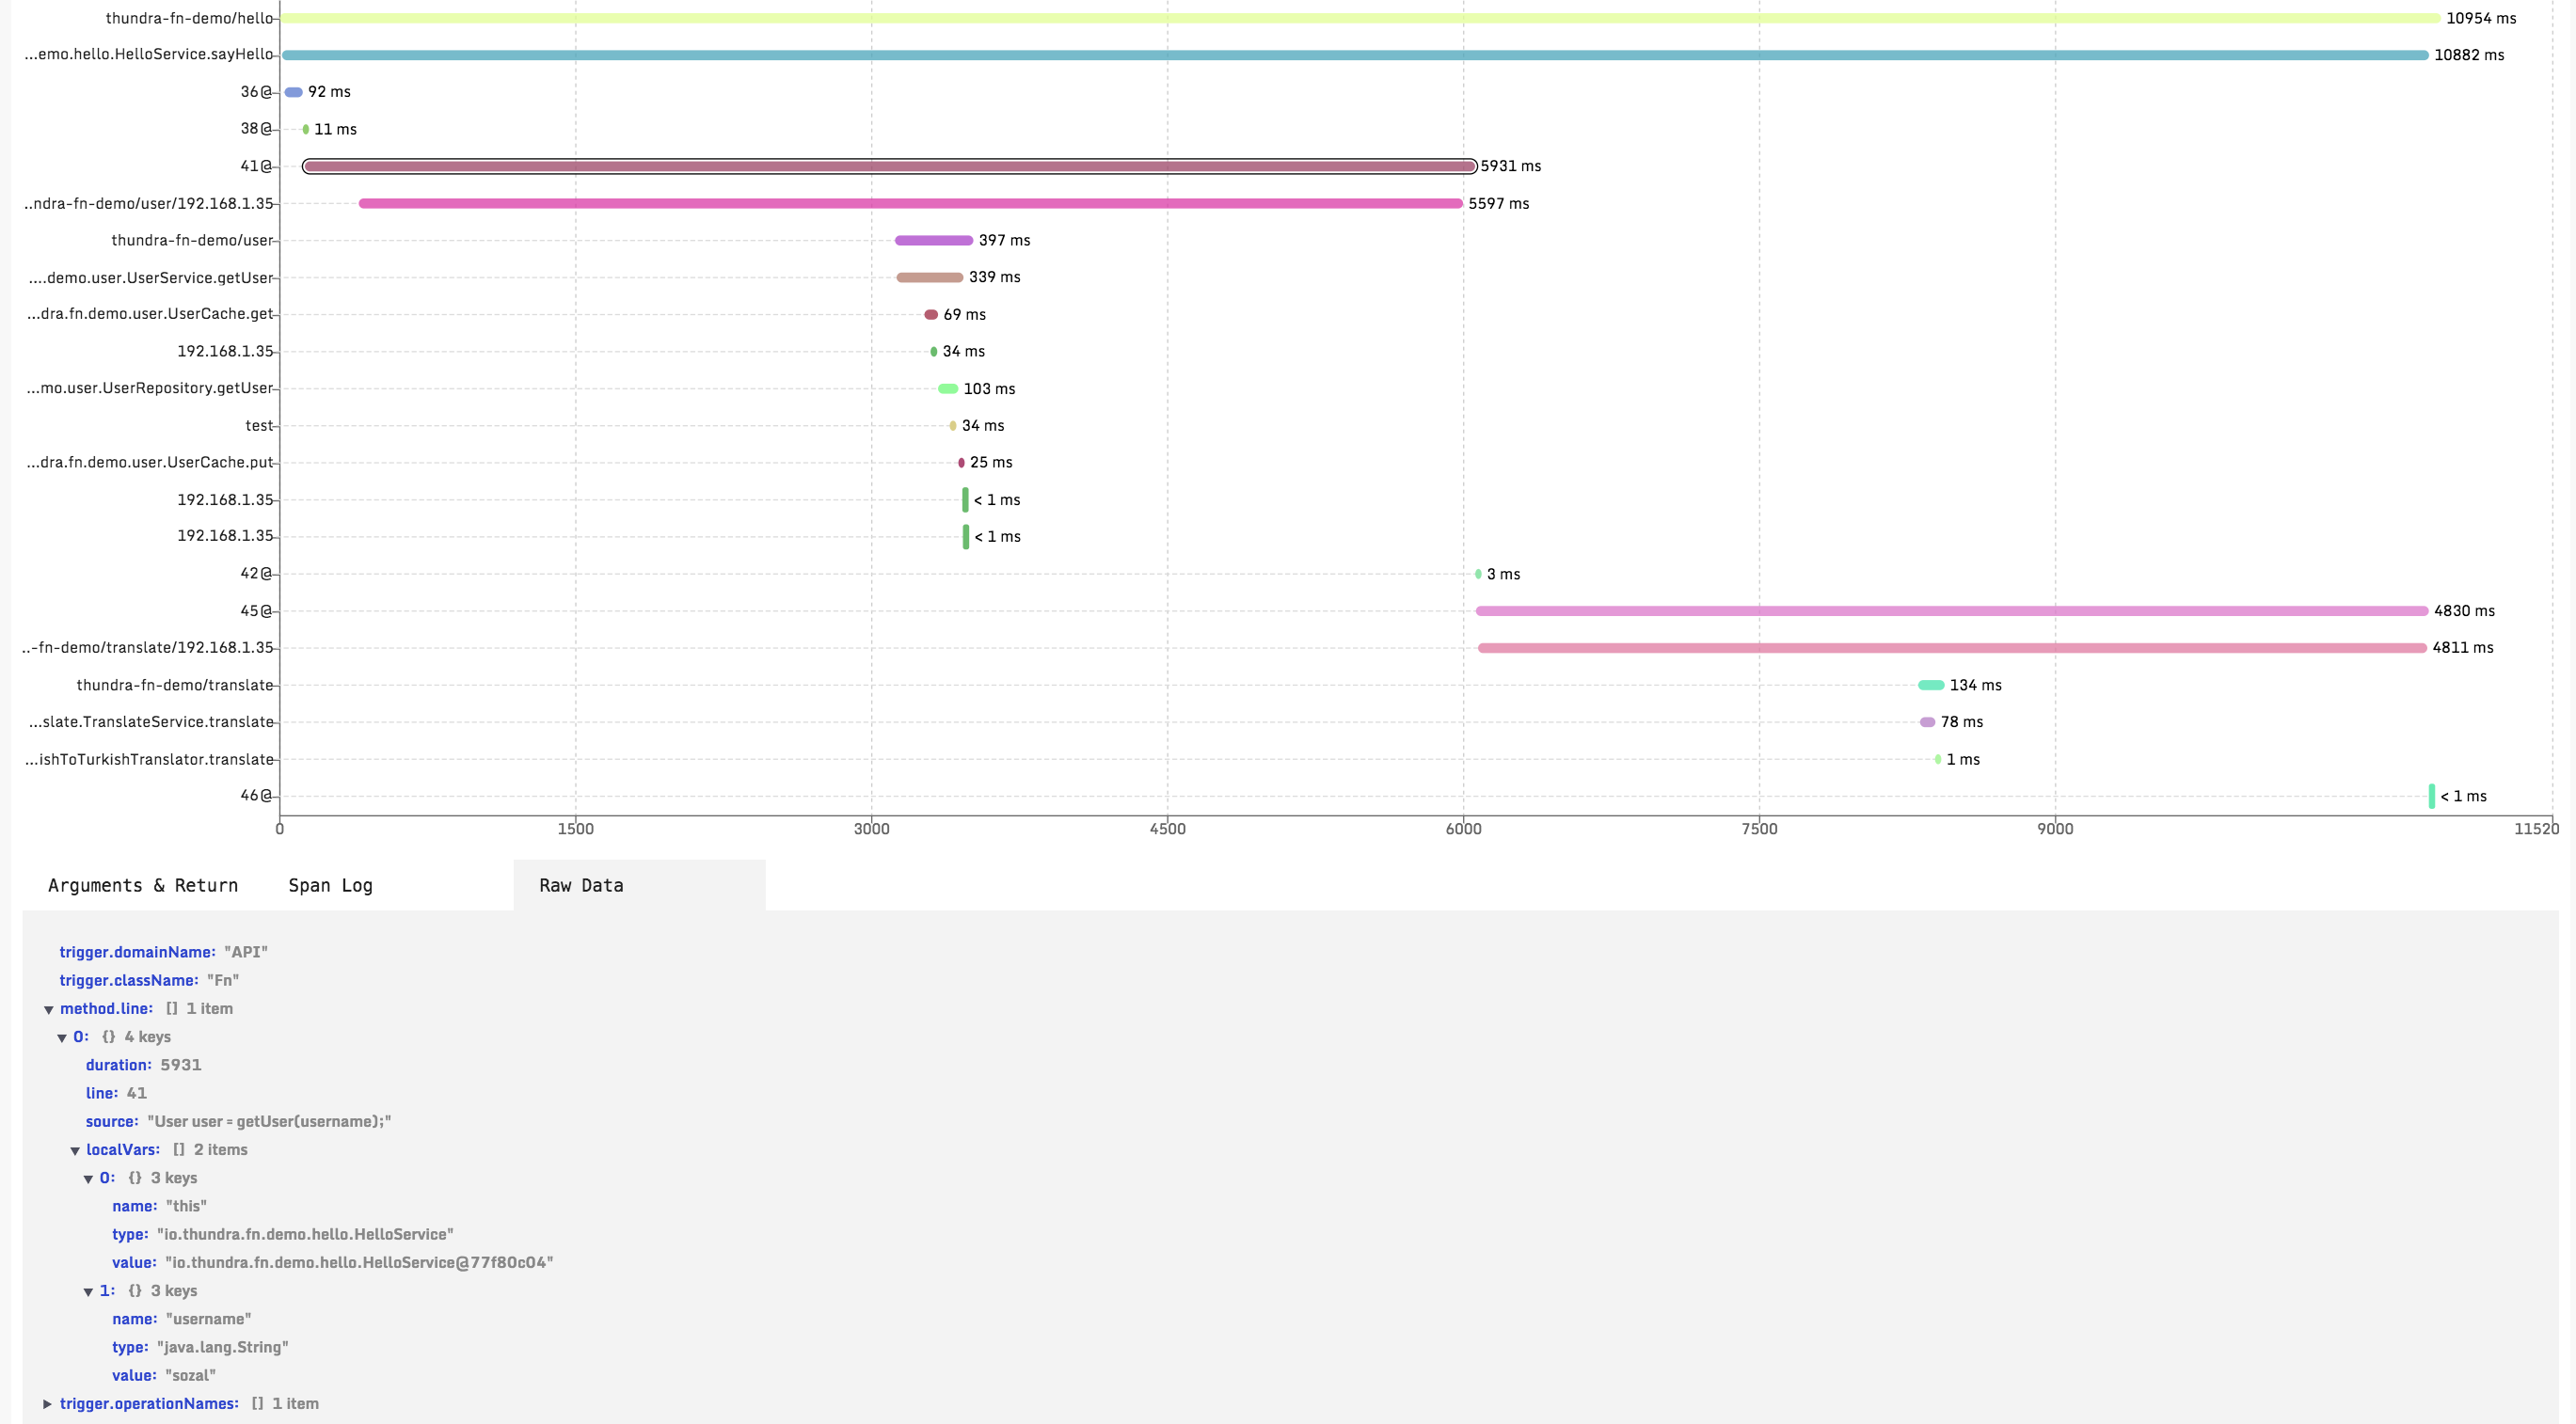 thundra-fn-demo/hello 10954 ms
...emo.hello.HelloService.sayHello 10882 ms
36@ 92 ms
38@ 11 ms
41@ 5931 ms
..ndra-fn-demo/user/192.168.1.35 5597 ms
thundra-fn-demo/user 397 ms
....demo.user.UserService.getUser 339 ms
...dra.fn.demo.user.UserCache.get 69 ms
192.168.1.35 34 ms
...mo.user.UserRepository.getUser 103 ms
test 34 ms
...dra.fn.demo.user.UserCache.put 25 ms
192.168.1.35 < 1 ms
192.168.1.35 < 1 ms
42@ 3 ms
45@ 4830 ms
..-fn-demo/translate/192.168.1.35 4811 ms
thundra-fn-demo/translate 134 ms
...slate.TranslateService.translate 78 ms
...ishToTurkishTranslator.translate 1 ms
46@ < 1 ms
0 1500 3000 4500 6000 7500 9000 11520
Arguments & Return Span Log Raw Data
trigger.domainName: "API"
trigger.className: "Fn"
method.line: [] 1 item
0: {} 4 keys
duration: 5931
line: 41
source: "User user = getUser(username);"
localVars: [] 2 items
0: {} 3 keys
name: "this"
type: "io.thundra.fn.demo.hello.HelloService"
value: "io.thundra.fn.demo.hello.HelloService@77f80c04"
1: {} 3 keys
name: "username"
type: "java.lang.String"
value: "sozal"
trigger.operationNames: [] 1 item